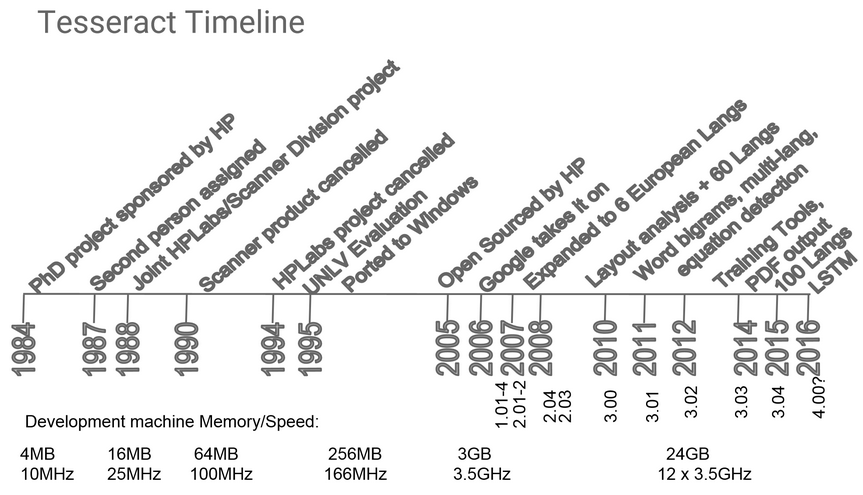 Tesseract Timeline
PhD project sponsored by HP
Second person assigned
Joint HPLabs/Scanner Division project
Scanner product cancelled
HPLabs project cancelled
UNLV Evaluation
Ported to Windows
Open Sourced by HP
Google takes it on
Expanded to 6 European Langs
Layout analysis + 60 Langs
Word bigrams, multi-lang,
equation detection
Training Tools,
PDF output
100 Langs
LSTM
1984
1987
1988
1990
1994
1995
2005
2006
2007
2008
2010
2011
2012
2014
2015
2016
1.01-4
2.01-2
2.04
2.03
3.00
3.01
3.02
3.03
3.04
4.00?
Development machine Memory/Speed:
4MB 16MB 64MB 256MB 3GB 24GB
10MHz 25MHz 100MHz 166MHz 3.5GHz 12 x 3.5GHz